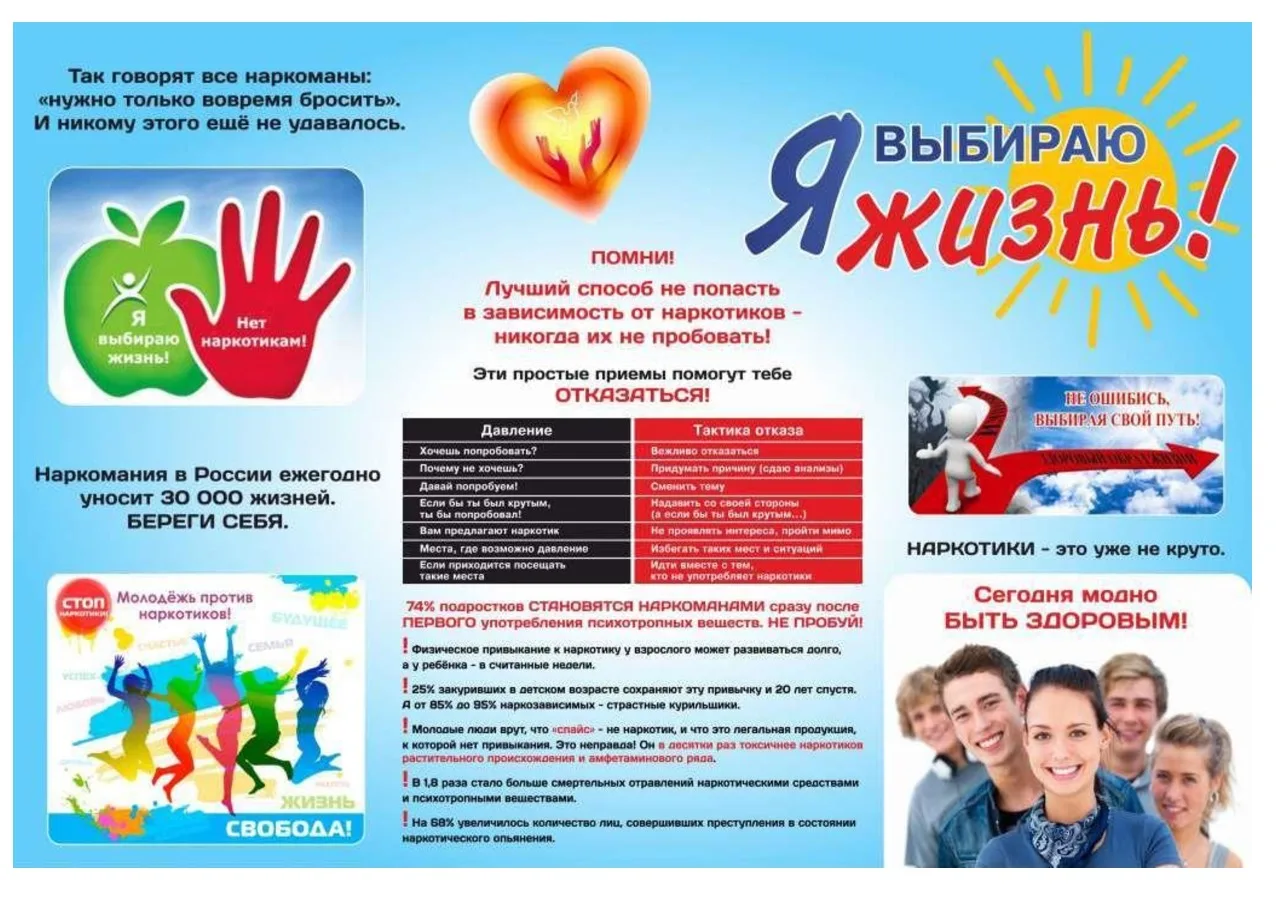 Так говорят все наркоманы:
«нужно только вовремя бросить».
И никому этого ещё не удавалось.
Я
выбираю
жизнь!
Нет
наркотикам!
Наркомания в России ежегодно
уносит 30 000 жизней.
БЕРЕГИ СЕБЯ.
СТОП
НАРКОТИКИ
Молодёжь против
наркотиков!
БУДУЩЕЕ
СЧАСТЬЕ
СЕМЬЯ
УСПЕХ
ЛЮБОВЬ
ЖИЗНЬ
СВОБОДА!
ПОМНИ!
Лучший способ не попасть
в зависимость от наркотиков –
никогда их не пробовать!
Эти простые приемы помогут тебе
ОТКАЗАТЬСЯ!
Давление Тактика отказа
Хочешь попробовать? Вежливо отказаться
Почему не хочешь? Придумать причину (сдаю анализы)
Давай попробуем! Сменить тему
Если бы ты был крутым, Надавить со своей стороны
ты бы попробовал! (а если бы ты был крутым...)
Вам предлагают наркотик Не проявлять интереса, пройти мимо
Места, где возможно давление Избегать таких мест и ситуаций
Если приходится посещать Идти вместе с тем,
такие места кто не употребляет наркотики
74% подростков СТАНОВЯТСЯ НАРКОМАНАМИ сразу после
ПЕРВОГО употребления психотропных веществ. НЕ ПРОБУЙ!
! Физическое привыкание к наркотику у взрослого может развиваться долго,
а у ребёнка - в считанные недели.
! 25% закуривших в детском возрасте сохраняют эту привычку и 20 лет спустя.
А от 85% до 95% наркозависимых - страстные курильщики.
! Молодые люди врут, что «спайс» - не наркотик, и что это легальная продукция,
к которой нет привыкания. Это неправда! Он в десятки раз токсичнее наркотиков
растительного происхождения и амфетаминового ряда.
! В 1,8 раза стало больше смертельных отравлений наркотическими средствами
и психотропными веществами.
! На 68% увеличилось количество лиц, совершивших преступления в состоянии
наркотического опьянения.
Я ВЫБИРАЮ
ЖИЗНЬ!
НЕ ОШИБИСЬ,
ВЫБИРАЯ СВОЙ ПУТЬ!
ЗДОРОВЫЙ ОБРАЗ ЖИЗНИ
НАРКОТИКИ – это уже не круто.
Сегодня модно
БЫТЬ ЗДОРОВЫМ!